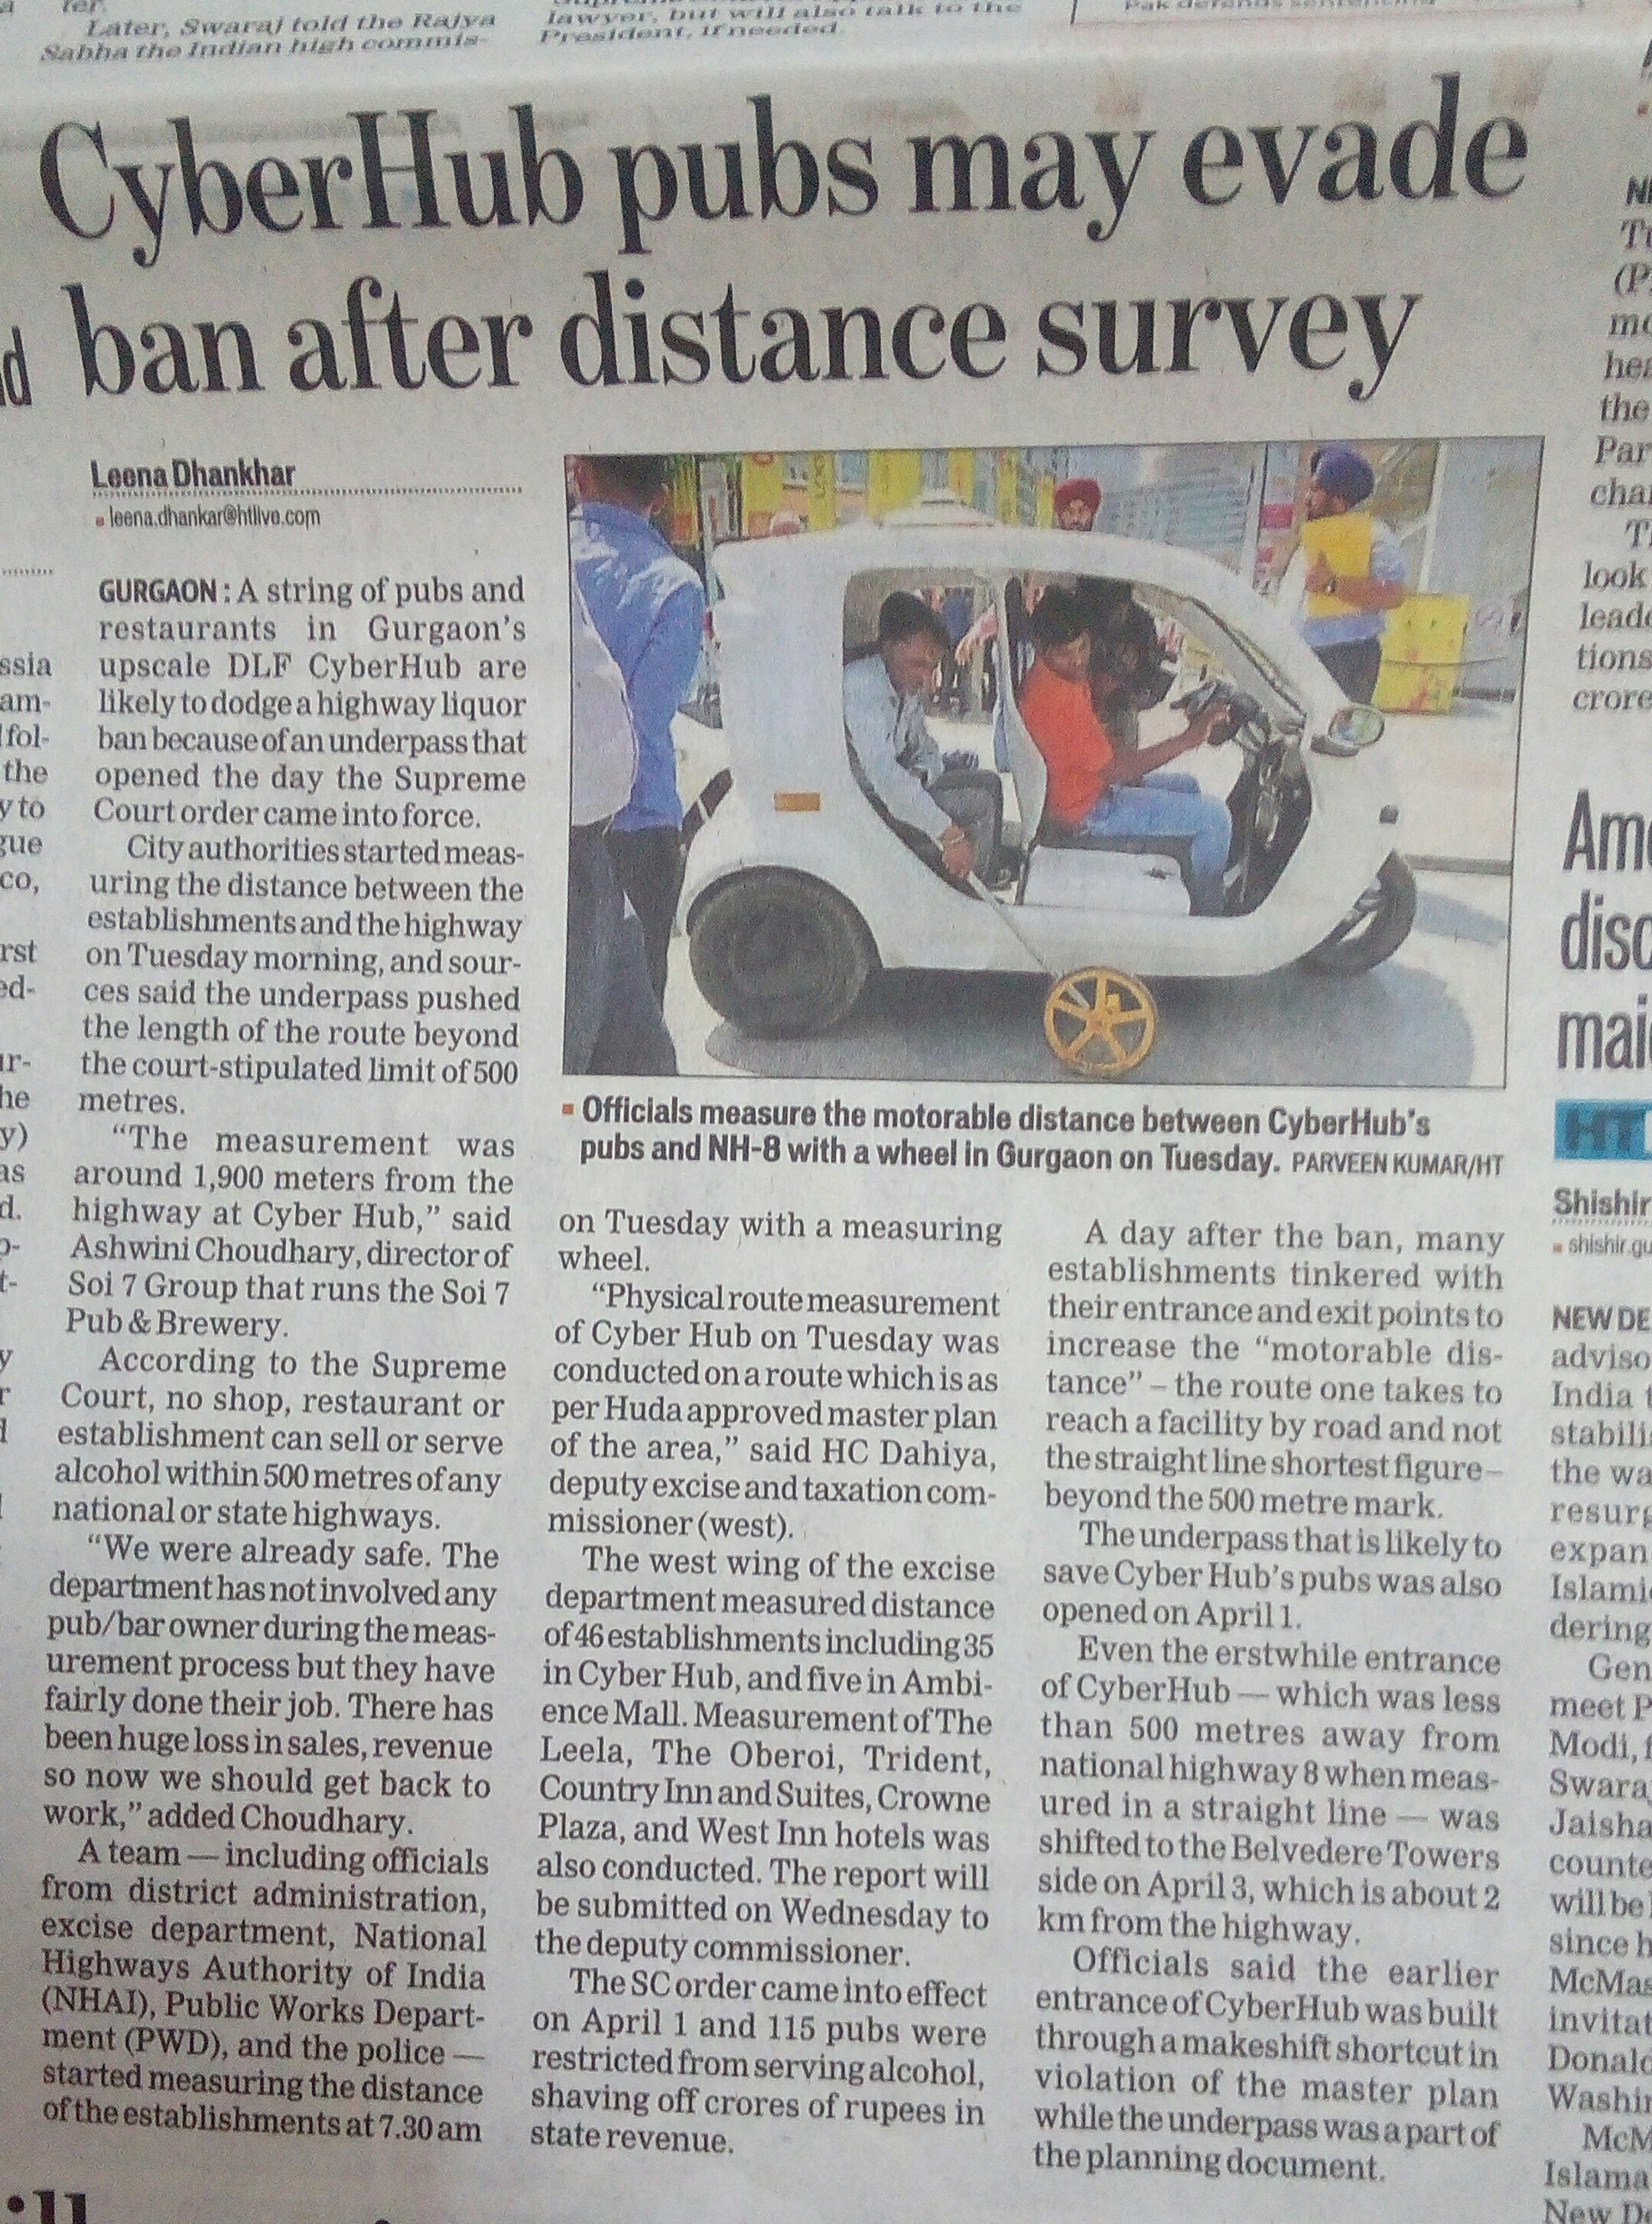 ter.
Later, Swaraj told the Rajya
Sabha the Indian high commis-
lawyer, but will also talk to the
President, if needed.
CyberHub pubs may evade
ban after distance survey
Leena Dhankhar
leena.dhankar@htlive.com
GURGAON: A string of pubs and
restaurants in Gurgaon's
upscale DLF CyberHub are
likely to dodge a highway liquor
ban because of an underpass that
opened the day the Supreme
Court order came into force.
City authorities started meas-
uring the distance between the
establishments and the highway
on Tuesday morning, and sour-
ces said the underpass pushed
the length of the route beyond
the court-stipulated limit of 500
metres.
"The measurement was
around 1,900 meters from the
highway at Cyber Hub," said
Ashwini Choudhary, director of
Soi 7 Group that runs the Soi 7
Pub & Brewery.
According to the Supreme
Court, no shop, restaurant or
establishment can sell or serve
alcohol within 500 metres of any
national or state highways.
"We were already safe. The
department has not involved any
pub/bar owner during the meas-
urement process but they have
fairly done their job. There has
been huge loss in sales, revenue
so now we should get back to
work," added Choudhary.
A team — including officials
from district administration,
excise department, National
Highways Authority of India
(NHAI), Public Works Depart-
ment (PWD), and the police —
started measuring the distance
of the establishments at 7.30 am
Officials measure the motorable distance between CyberHub's
pubs and NH-8 with a wheel in Gurgaon on Tuesday. PARVEEN KUMAR/HT
on Tuesday with a measuring
wheel.
"Physical route measurement
of Cyber Hub on Tuesday was
conducted on a route which is as
per Huda approved master plan
of the area," said HC Dahiya,
deputy excise and taxation com-
missioner (west).
The west wing of the excise
department measured distance
of 46 establishments including 35
in Cyber Hub, and five in Ambi-
ence Mall. Measurement of The
Leela, The Oberoi, Trident,
Country Inn and Suites, Crowne
Plaza, and West Inn hotels was
also conducted. The report will
be submitted on Wednesday to
the deputy commissioner.
The SC order came into effect
on April 1 and 115 pubs were
restricted from serving alcohol,
shaving off crores of rupees in
state revenue.
A day after the ban, many
establishments tinkered with
their entrance and exit points to
increase the "motorable dis-
tance" – the route one takes to
reach a facility by road and not
the straight line shortest figure –
beyond the 500 metre mark.
The underpass that is likely to
save Cyber Hub's pubs was also
opened on April 1.
Even the erstwhile entrance
of CyberHub — which was less
than 500 metres away from
national highway 8 when meas-
ured in a straight line — was
shifted to the Belvedere Towers
side on April 3, which is about 2
km from the highway.
Officials said the earlier
entrance of CyberHub was built
through a makeshift shortcut in
violation of the master plan
while the underpass was a part of
the planning document.
HT
Shishir
shishir.gu
NEW DE
adviso
India t